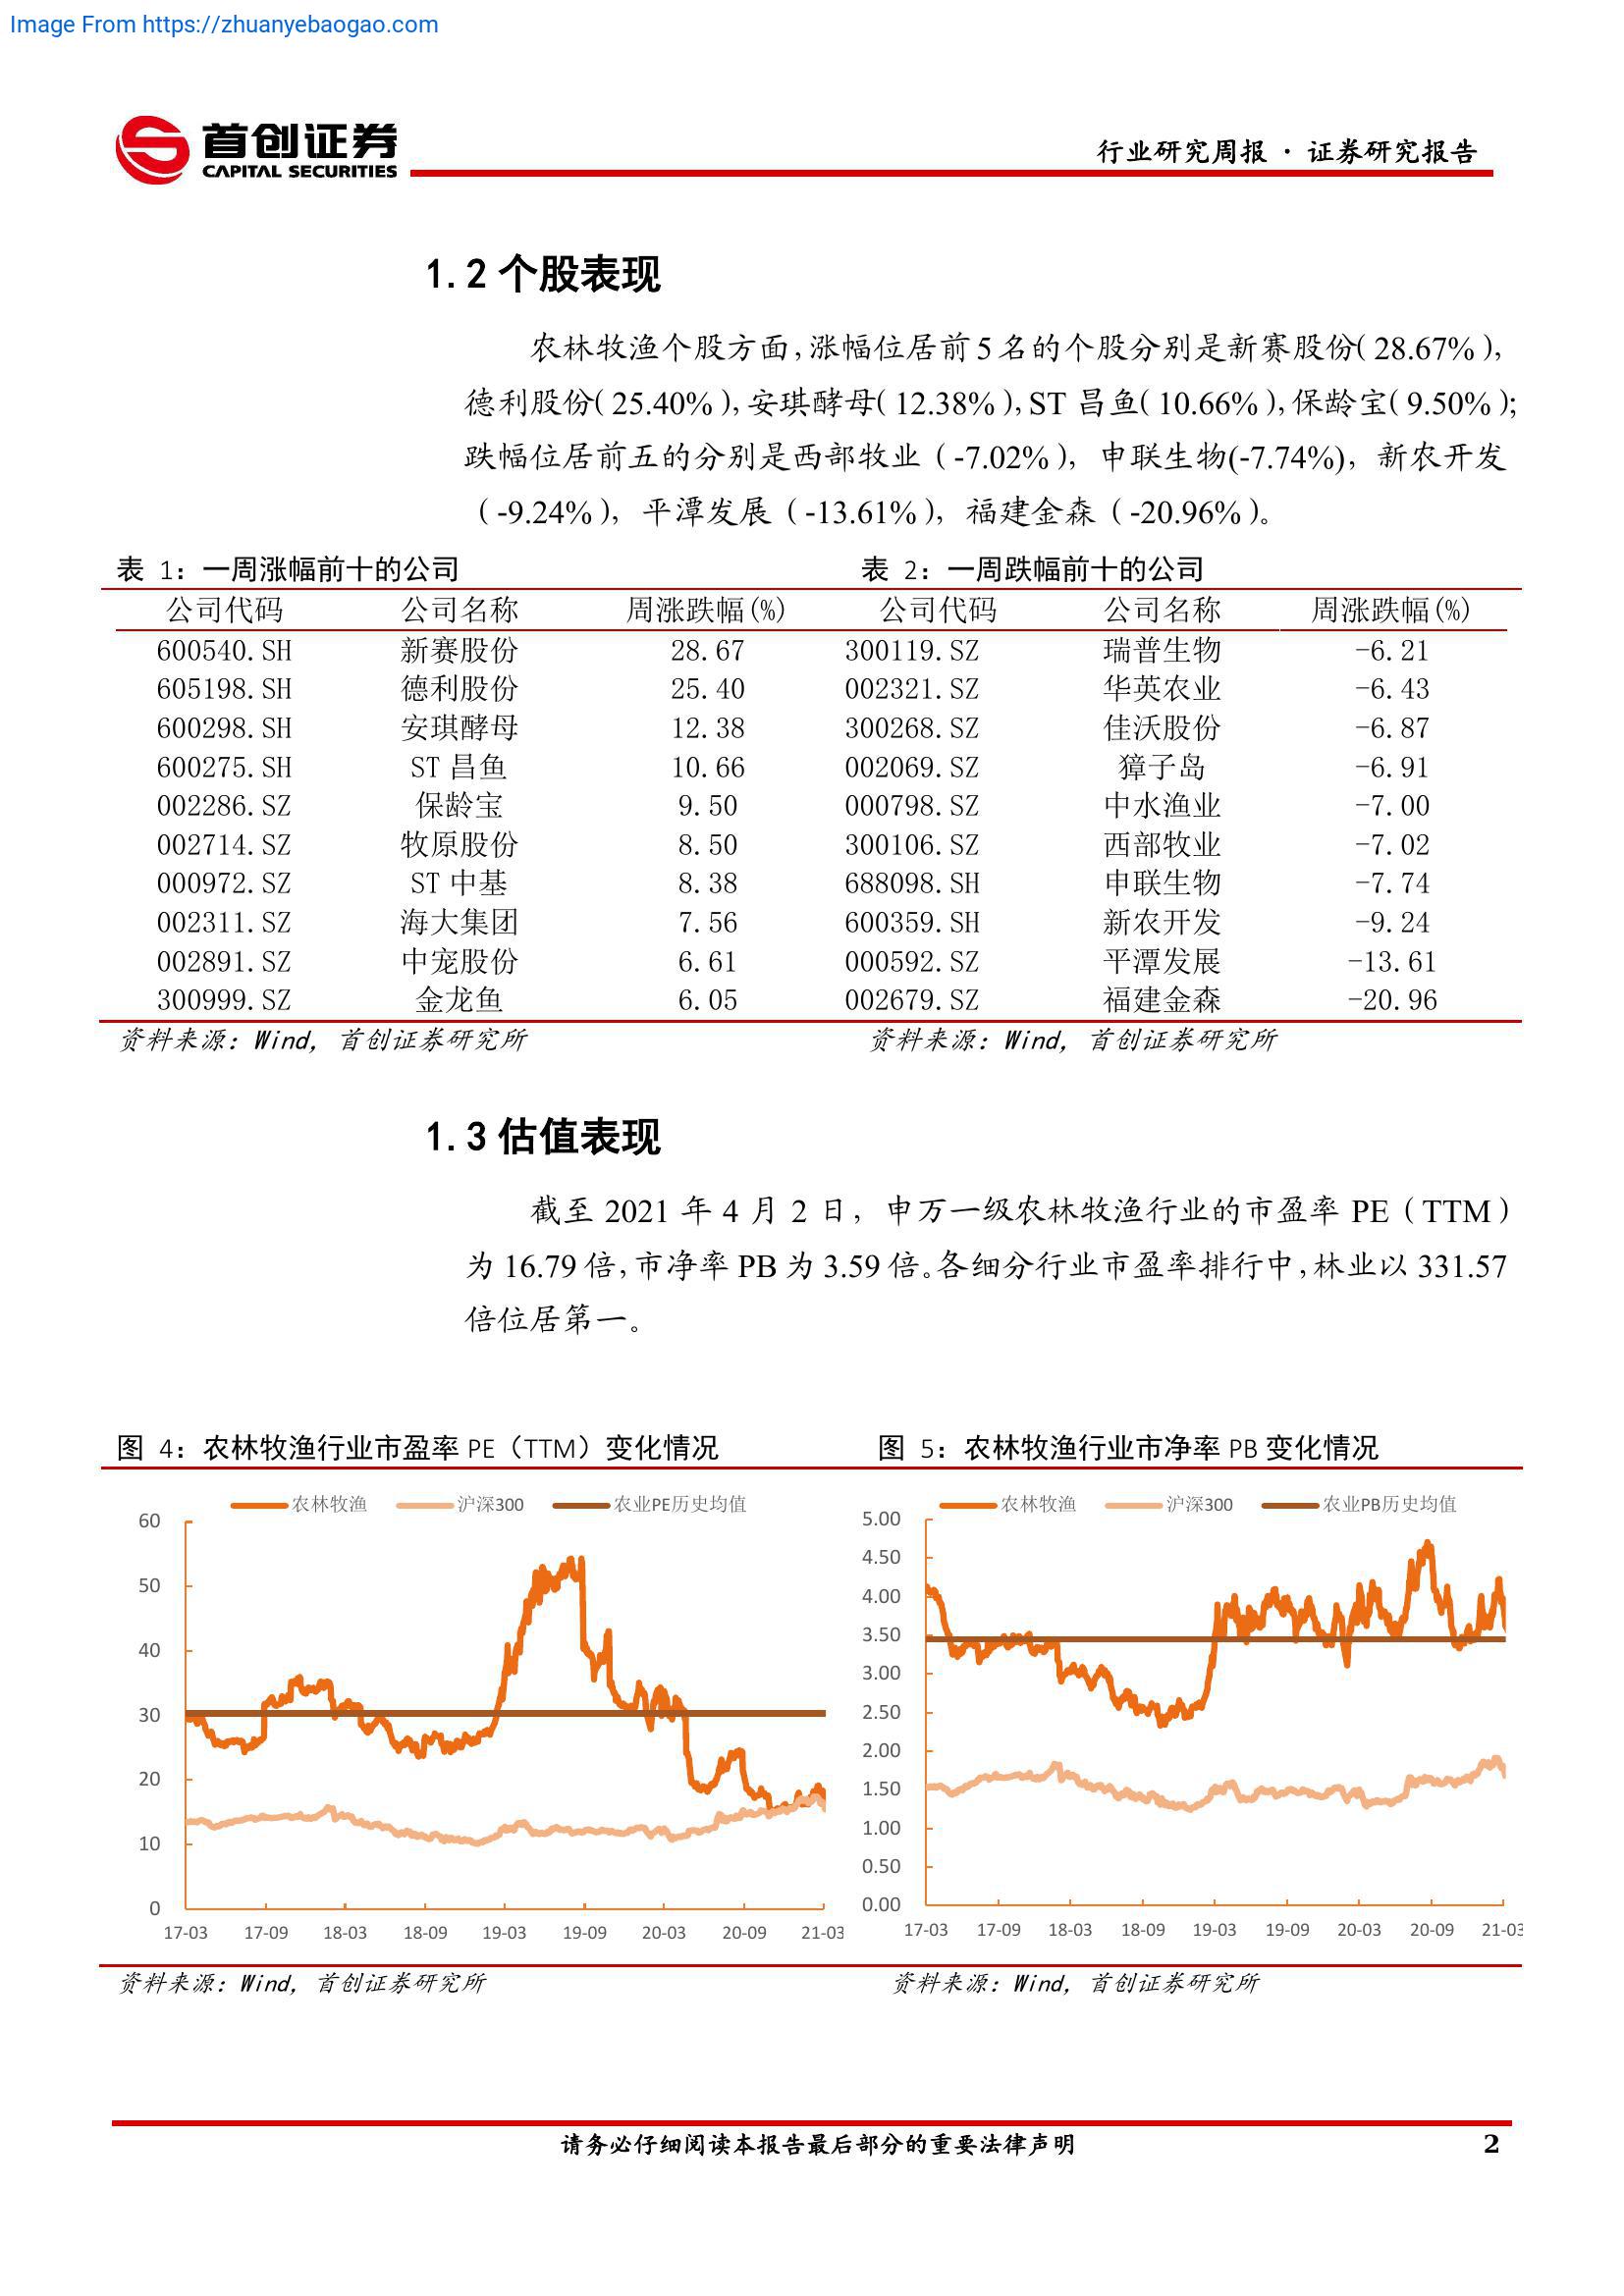 Image From https://zhuanyebaogao.com
首创证券
CAPITAL SECURITIES
行业研究周报 · 证券研究报告
1.2 个股表现
农林牧渔个股方面,涨幅位居前 5 名的个股分别是新赛股份( 28.67% ),
德利股份( 25.40% ),安琪酵母( 12.38% ),ST 昌鱼( 10.66% ),保龄宝( 9.50% );
跌幅位居前五的分别是西部牧业（ -7.02% ），申联生物(-7.74%)，新农开发
（ -9.24% ），平潭发展（ -13.61% ），福建金森（ -20.96% ）。
表 1：一周涨幅前十的公司 表 2：一周跌幅前十的公司
公司代码 公司名称 周涨跌幅(%) 公司代码 公司名称 周涨跌幅(%)
600540.SH 新赛股份 28.67 300119.SZ 瑞普生物 -6.21
605198.SH 德利股份 25.40 002321.SZ 华英农业 -6.43
600298.SH 安琪酵母 12.38 300268.SZ 佳沃股份 -6.87
600275.SH ST 昌鱼 10.66 002069.SZ 獐子岛 -6.91
002286.SZ 保龄宝 9.50 000798.SZ 中水渔业 -7.00
002714.SZ 牧原股份 8.50 300106.SZ 西部牧业 -7.02
000972.SZ ST 中基 8.38 688098.SH 申联生物 -7.74
002311.SZ 海大集团 7.56 600359.SH 新农开发 -9.24
002891.SZ 中宠股份 6.61 000592.SZ 平潭发展 -13.61
300999.SZ 金龙鱼 6.05 002679.SZ 福建金森 -20.96
资料来源：Wind，首创证券研究所 资料来源：Wind，首创证券研究所
1.3 估值表现
截至 2021 年 4 月 2 日，申万一级农林牧渔行业的市盈率 PE（ TTM ）
为 16.79 倍,市净率 PB 为 3.59 倍。各细分行业市盈率排行中,林业以 331.57
倍位居第一。
图 4：农林牧渔行业市盈率 PE（TTM）变化情况 图 5：农林牧渔行业市净率 PB 变化情况
农林牧渔 沪深300 农业PE历史均值
60
50
40
30
20
10
0
17-03 17-09 18-03 18-09 19-03 19-09 20-03 20-09 21-03
农林牧渔 沪深300 农业PB历史均值
5.00
4.50
4.00
3.50
3.00
2.50
2.00
1.50
1.00
0.50
0.00
17-03 17-09 18-03 18-09 19-03 19-09 20-03 20-09 21-03
资料来源：Wind，首创证券研究所 资料来源：Wind，首创证券研究所
请务必仔细阅读本报告最后部分的重要法律声明 2